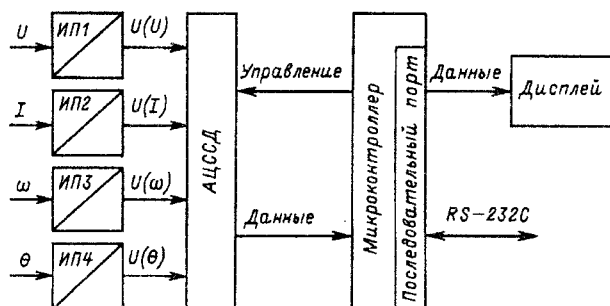 U ИП1 U(U)
I ИП2 U(I)
ω ИП3 U(ω)
θ ИП4 U(θ)
АЦССД
Управление
Данные
Микроконтроллер
Последовательный порт
Данные
Дисплей
RS-232C